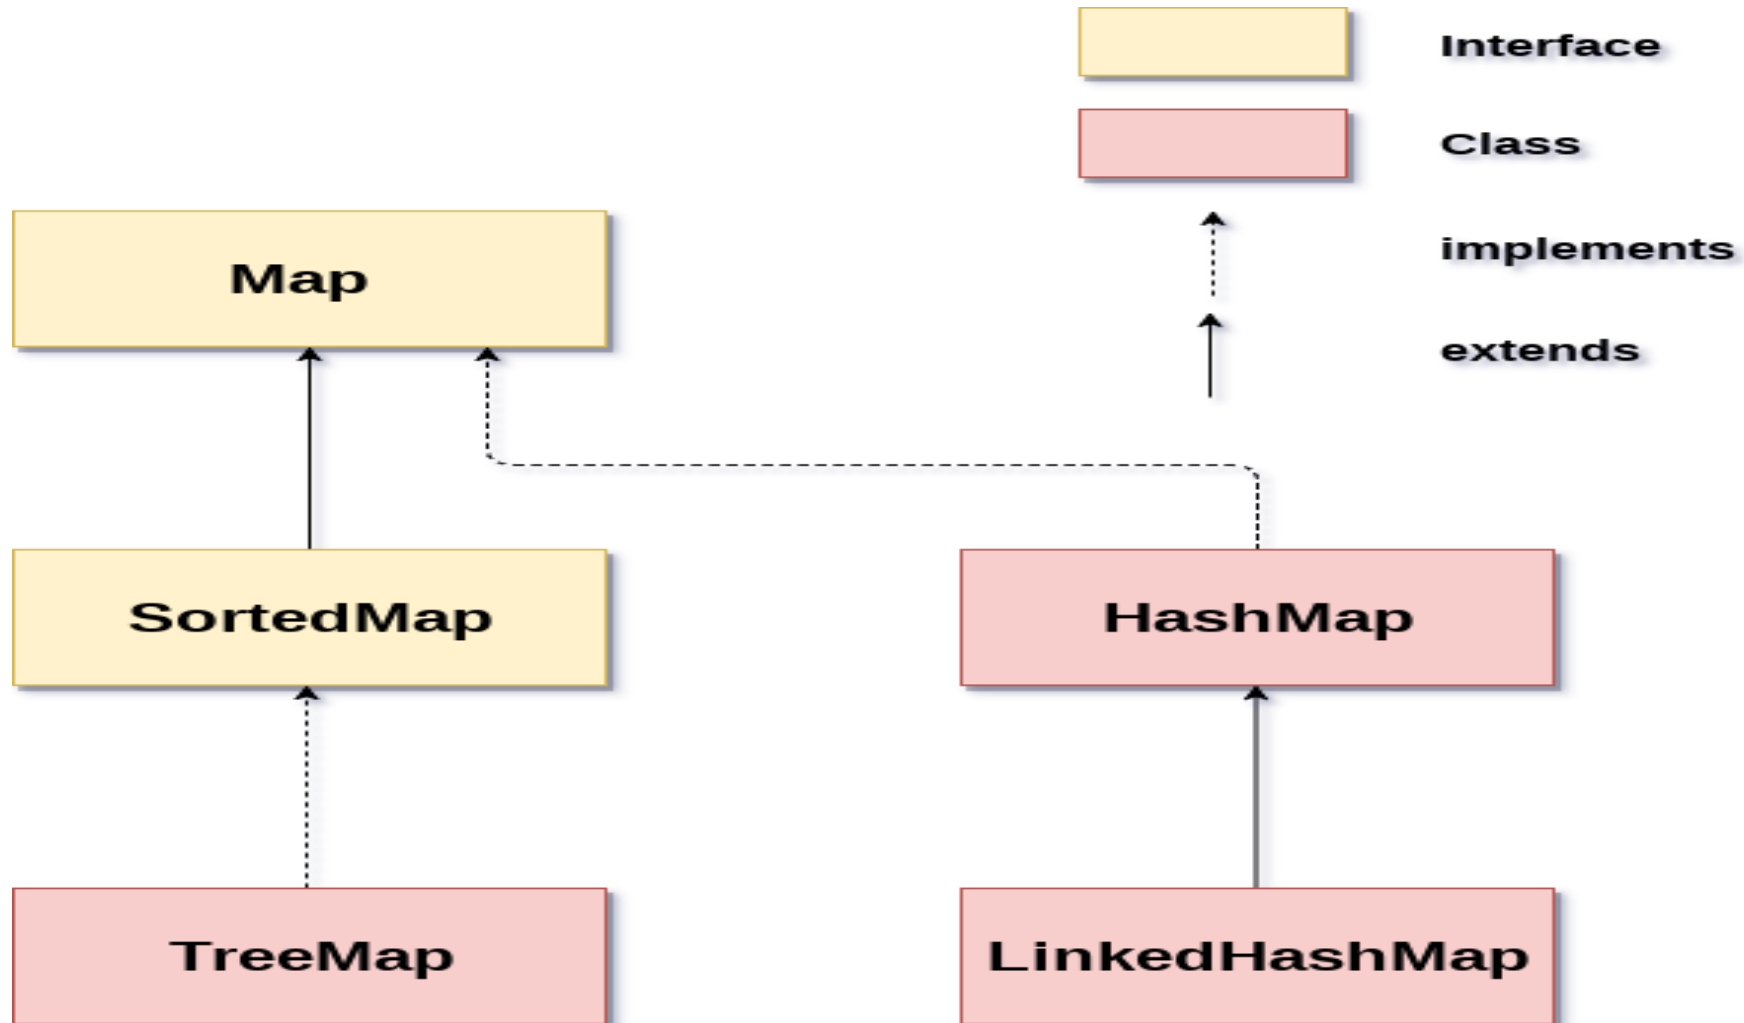 Interface
Class
implements
extends
Map
SortedMap
HashMap
TreeMap
LinkedHashMap